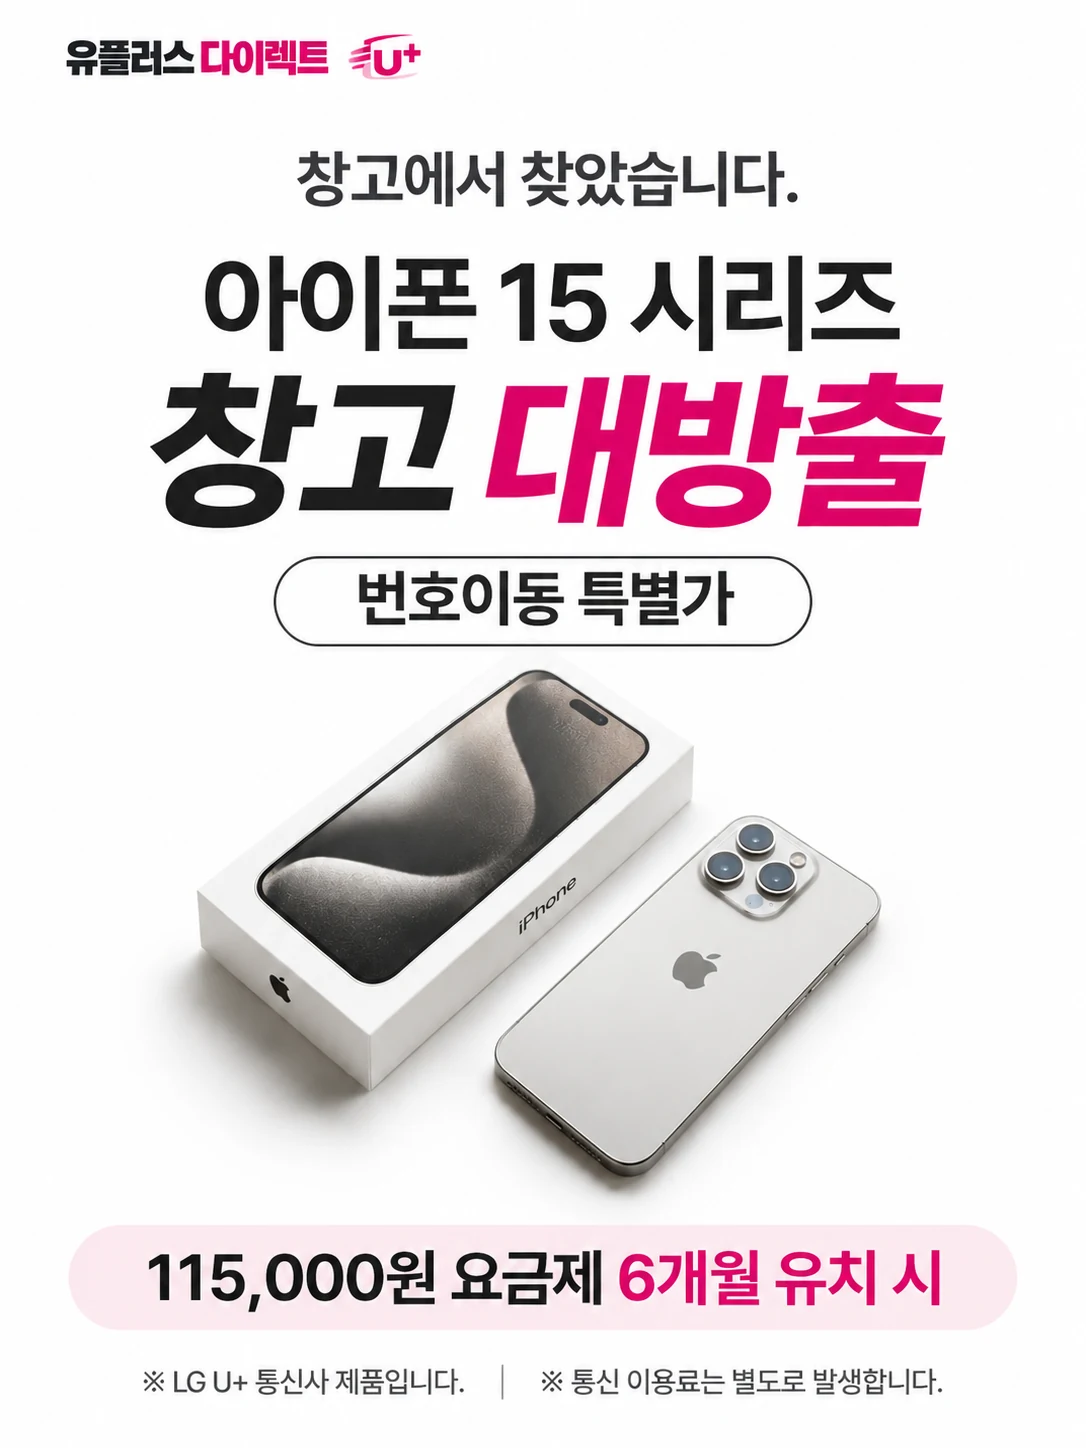 유플러스 다이렉트 U+
창고에서 찾았습니다.
아이폰 15 시리즈
창고 대방출
번호이동 특별가
iPhone
115,000원 요금제 6개월 유치 시
※ LG U+ 통신사 제품입니다. | ※ 통신 이용료는 별도로 발생합니다.